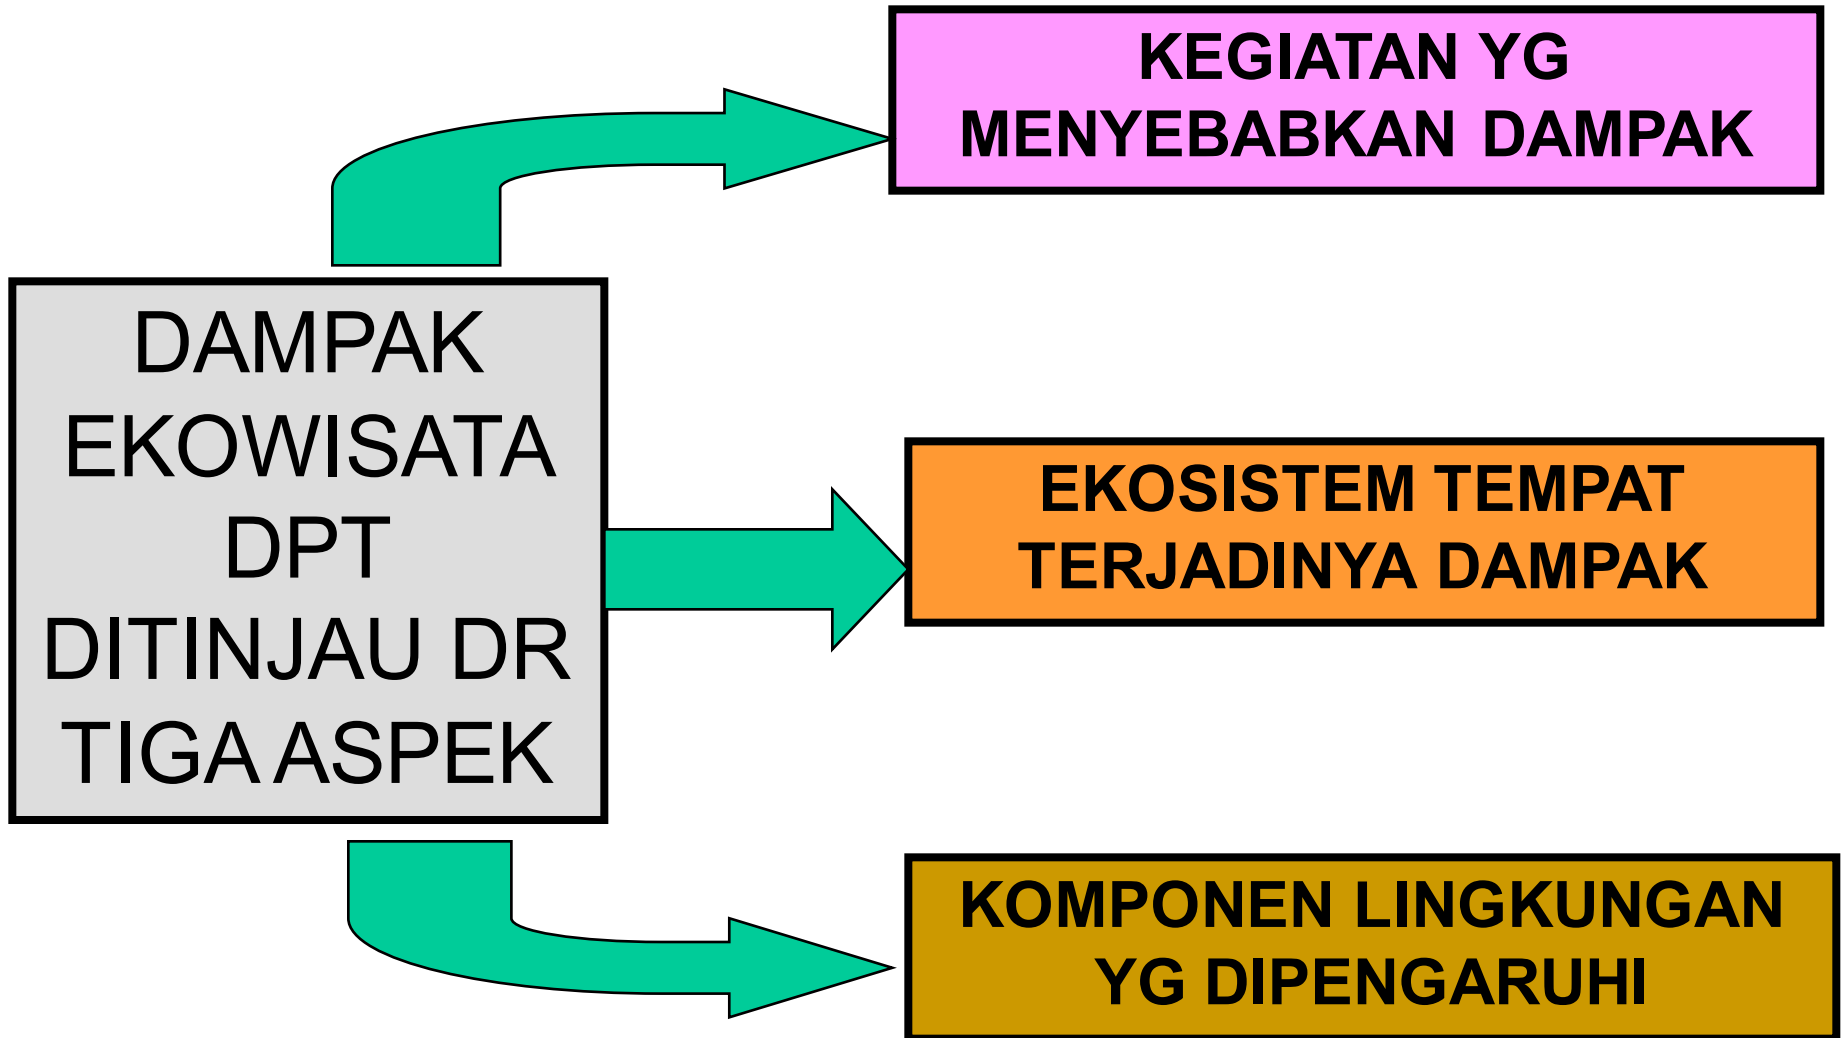 KEGIATAN YG
MENYEBABKAN DAMPAK
DAMPAK
EKOWISATA
DPT
DITINJAU DR
TIGA ASPEK
EKOSISTEM TEMPAT
TERJADINYA DAMPAK
KOMPONEN LINGKUNGAN
YG DIPENGARUHI